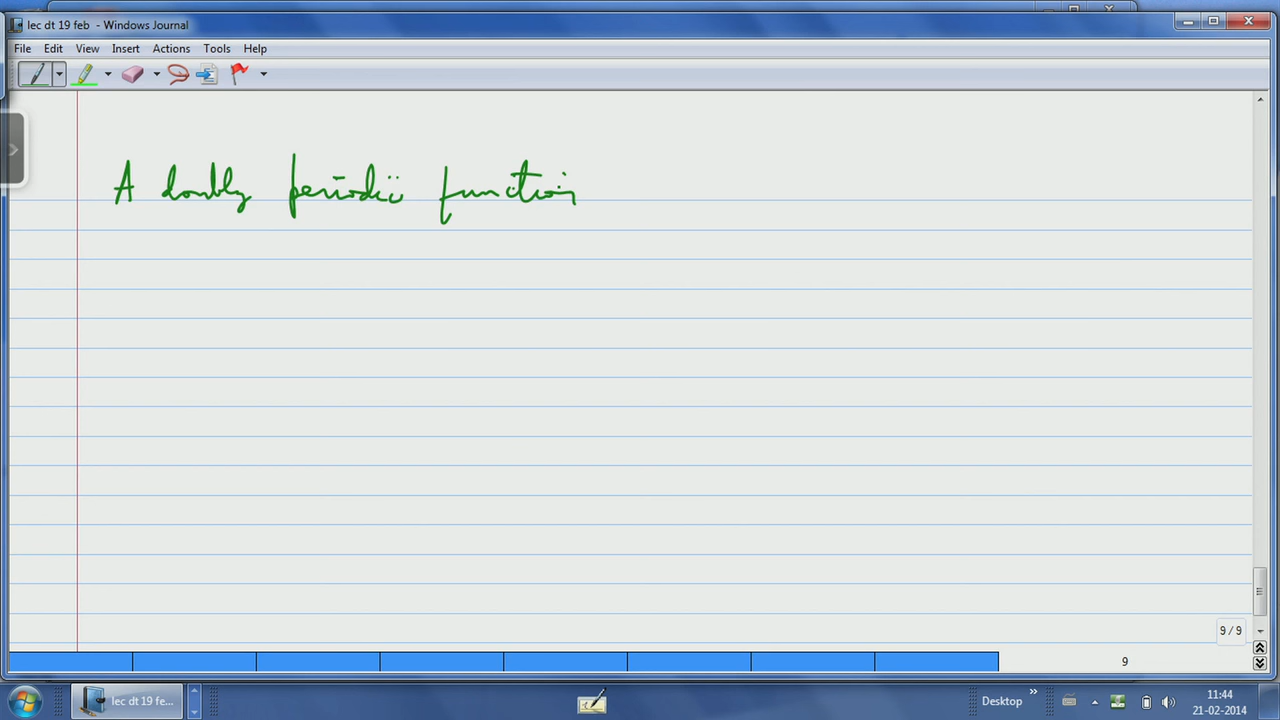 lec dt 19 feb - Windows Journal
File Edit View Insert Actions Tools Help
A doubly periodic function
9 / 9
9
lec dt 19 fe...
Desktop
11:44
21-02-2014